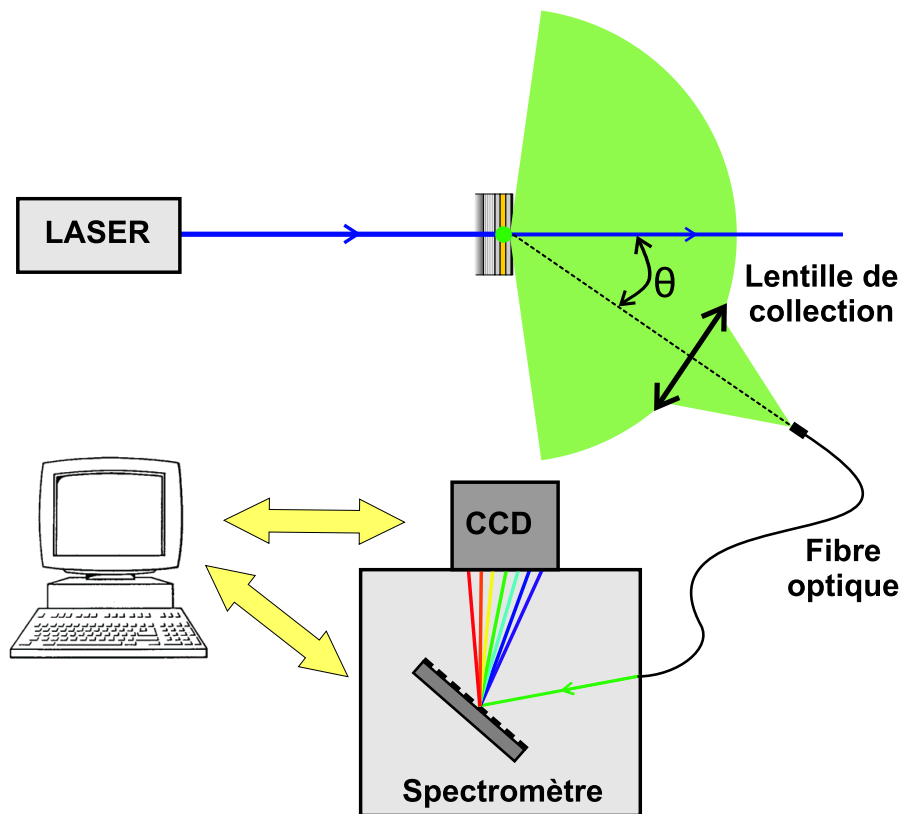 LASER
θ
Lentille de
collection
CCD
Fibre
optique
Spectromètre